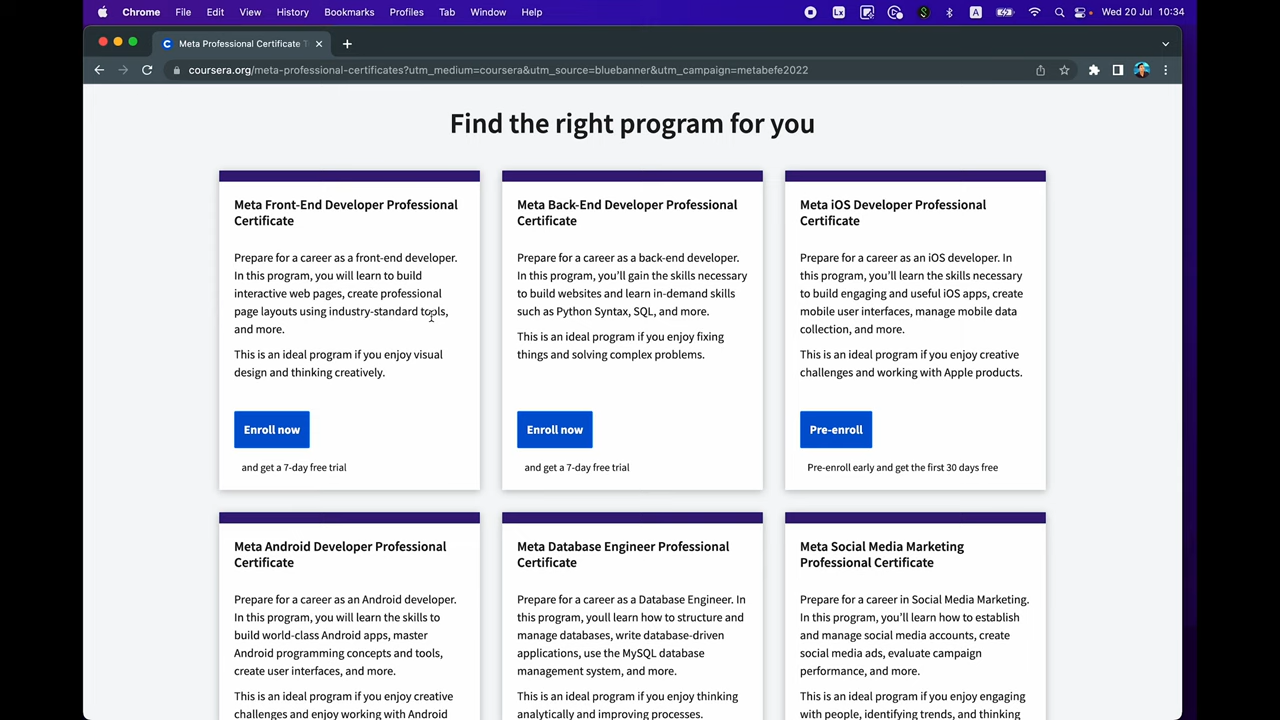 Chrome File Edit View History Bookmarks Profiles Tab Window Help Lx A Wed 20 Jul 10:34
Meta Professional Certificate T
coursera.org/meta-professional-certificates?utm_medium=coursera&utm_source=bluebanner&utm_campaign=metabefe2022
Find the right program for you
Meta Front-End Developer Professional
Certificate
Prepare for a career as a front-end developer.
In this program, you will learn to build
interactive web pages, create professional
page layouts using industry-standard tools,
and more.
This is an ideal program if you enjoy visual
design and thinking creatively.
Enroll now
and get a 7-day free trial
Meta Back-End Developer Professional
Certificate
Prepare for a career as a back-end developer.
In this program, you'll gain the skills necessary
to build websites and learn in-demand skills
such as Python Syntax, SQL, and more.
This is an ideal program if you enjoy fixing
things and solving complex problems.
Enroll now
and get a 7-day free trial
Meta iOS Developer Professional
Certificate
Prepare for a career as an iOS developer. In
this program, you'll learn the skills necessary
to build engaging and useful iOS apps, create
mobile user interfaces, manage mobile data
collection, and more.
This is an ideal program if you enjoy creative
challenges and working with Apple products.
Pre-enroll
Pre-enroll early and get the first 30 days free
Meta Android Developer Professional
Certificate
Prepare for a career as an Android developer.
In this program, you'll learn the skills to
build world-class Android apps, master
Android programming concepts and tools,
create user interfaces, and more.
This is an ideal program if you enjoy creative
challenges and enjoy working with Android
Meta Database Engineer Professional
Certificate
Prepare for a career as a Database Engineer. In
this program, youll learn how to structure and
manage databases, write database-driven
applications, use the MySQL database
management system, and more.
This is an ideal program if you enjoy thinking
analytically and improving processes.
Meta Social Media Marketing
Professional Certificate
Prepare for a career in Social Media Marketing.
In this program, you'll learn how to establish
and manage social media accounts, create
social media ads, evaluate campaign
performance, and more.
This is an ideal program if you enjoy engaging
with people, identifying trends, and thinking